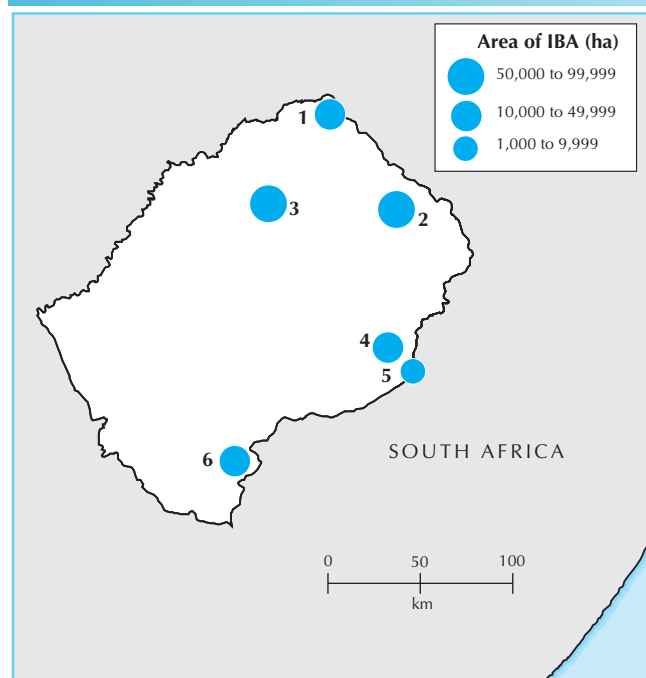 Area of IBA (ha)
50,000 to 99,999
10,000 to 49,999
1,000 to 9,999
1
3
2
4
5
6
SOUTH AFRICA
0 50 100
km